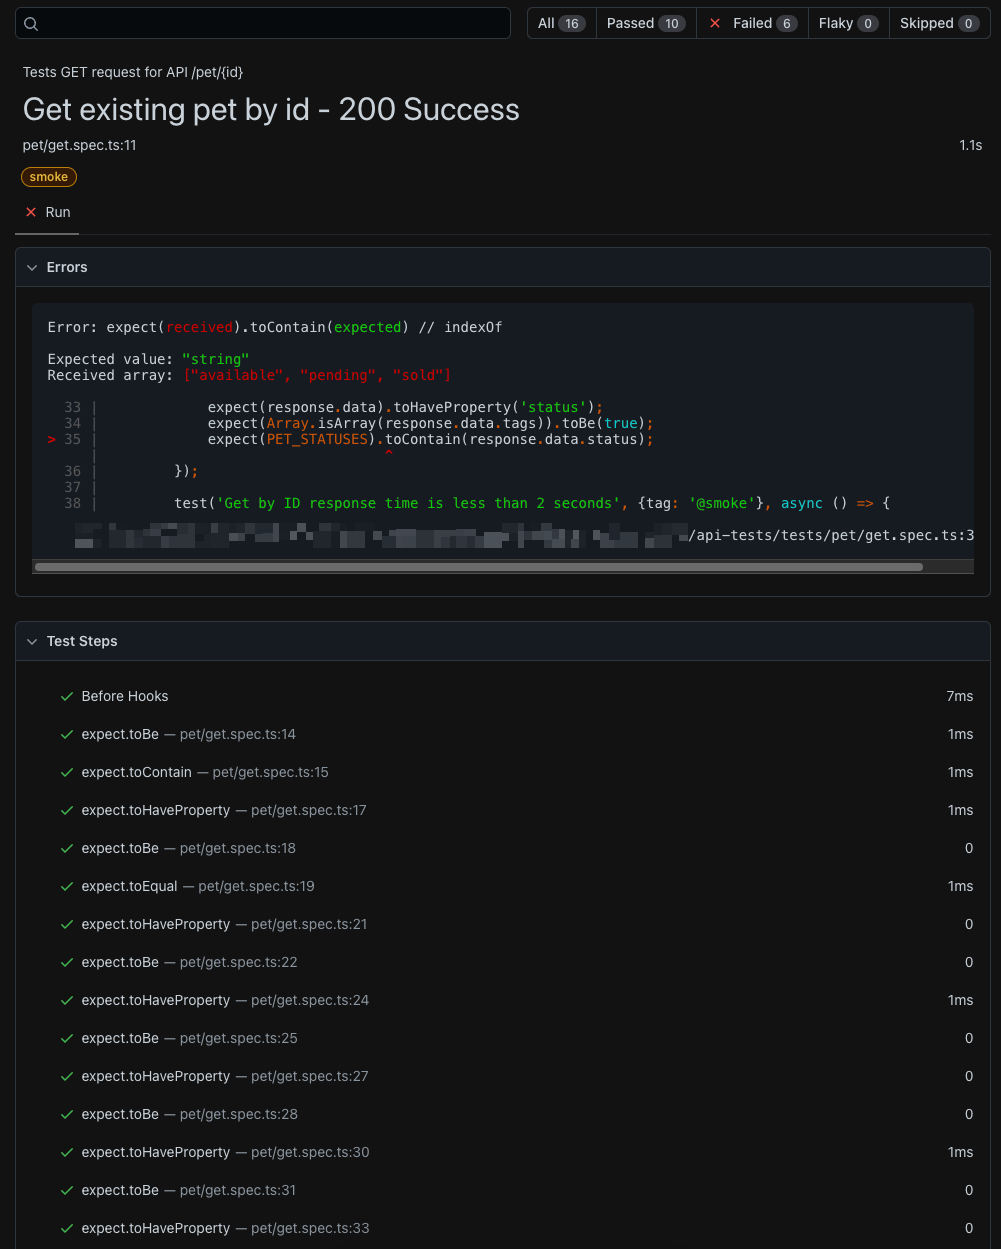 All 16 Passed 10 Failed 6 Flaky 0 Skipped 0
Tests GET request for API /pet/{id}
Get existing pet by id - 200 Success
pet/get.spec.ts:11 1.1s
smoke
Run
Errors
Error: expect(received).toContain(expected) // indexOf
Expected value: "string"
Received array: ["available", "pending", "sold"]
33 | expect(response.data).toHaveProperty('status');
34 | expect(Array.isArray(response.data.tags)).toBe(true);
> 35 | expect(PET_STATUSES).toContain(response.data.status);
| ^
36 | });
37 |
38 | test('Get by ID response time is less than 2 seconds', {tag: '@smoke'}, async () => {
/api-tests/tests/pet/get.spec.ts:3
Test Steps
Before Hooks 7ms
expect.toBe — pet/get.spec.ts:14 1ms
expect.toContain — pet/get.spec.ts:15 1ms
expect.toHaveProperty — pet/get.spec.ts:17 1ms
expect.toBe — pet/get.spec.ts:18 0
expect.toEqual — pet/get.spec.ts:19 1ms
expect.toHaveProperty — pet/get.spec.ts:21 0
expect.toBe — pet/get.spec.ts:22 0
expect.toHaveProperty — pet/get.spec.ts:24 1ms
expect.toBe — pet/get.spec.ts:25 0
expect.toHaveProperty — pet/get.spec.ts:27 0
expect.toBe — pet/get.spec.ts:28 0
expect.toHaveProperty — pet/get.spec.ts:30 1ms
expect.toBe — pet/get.spec.ts:31 0
expect.toHaveProperty — pet/get.spec.ts:33 0